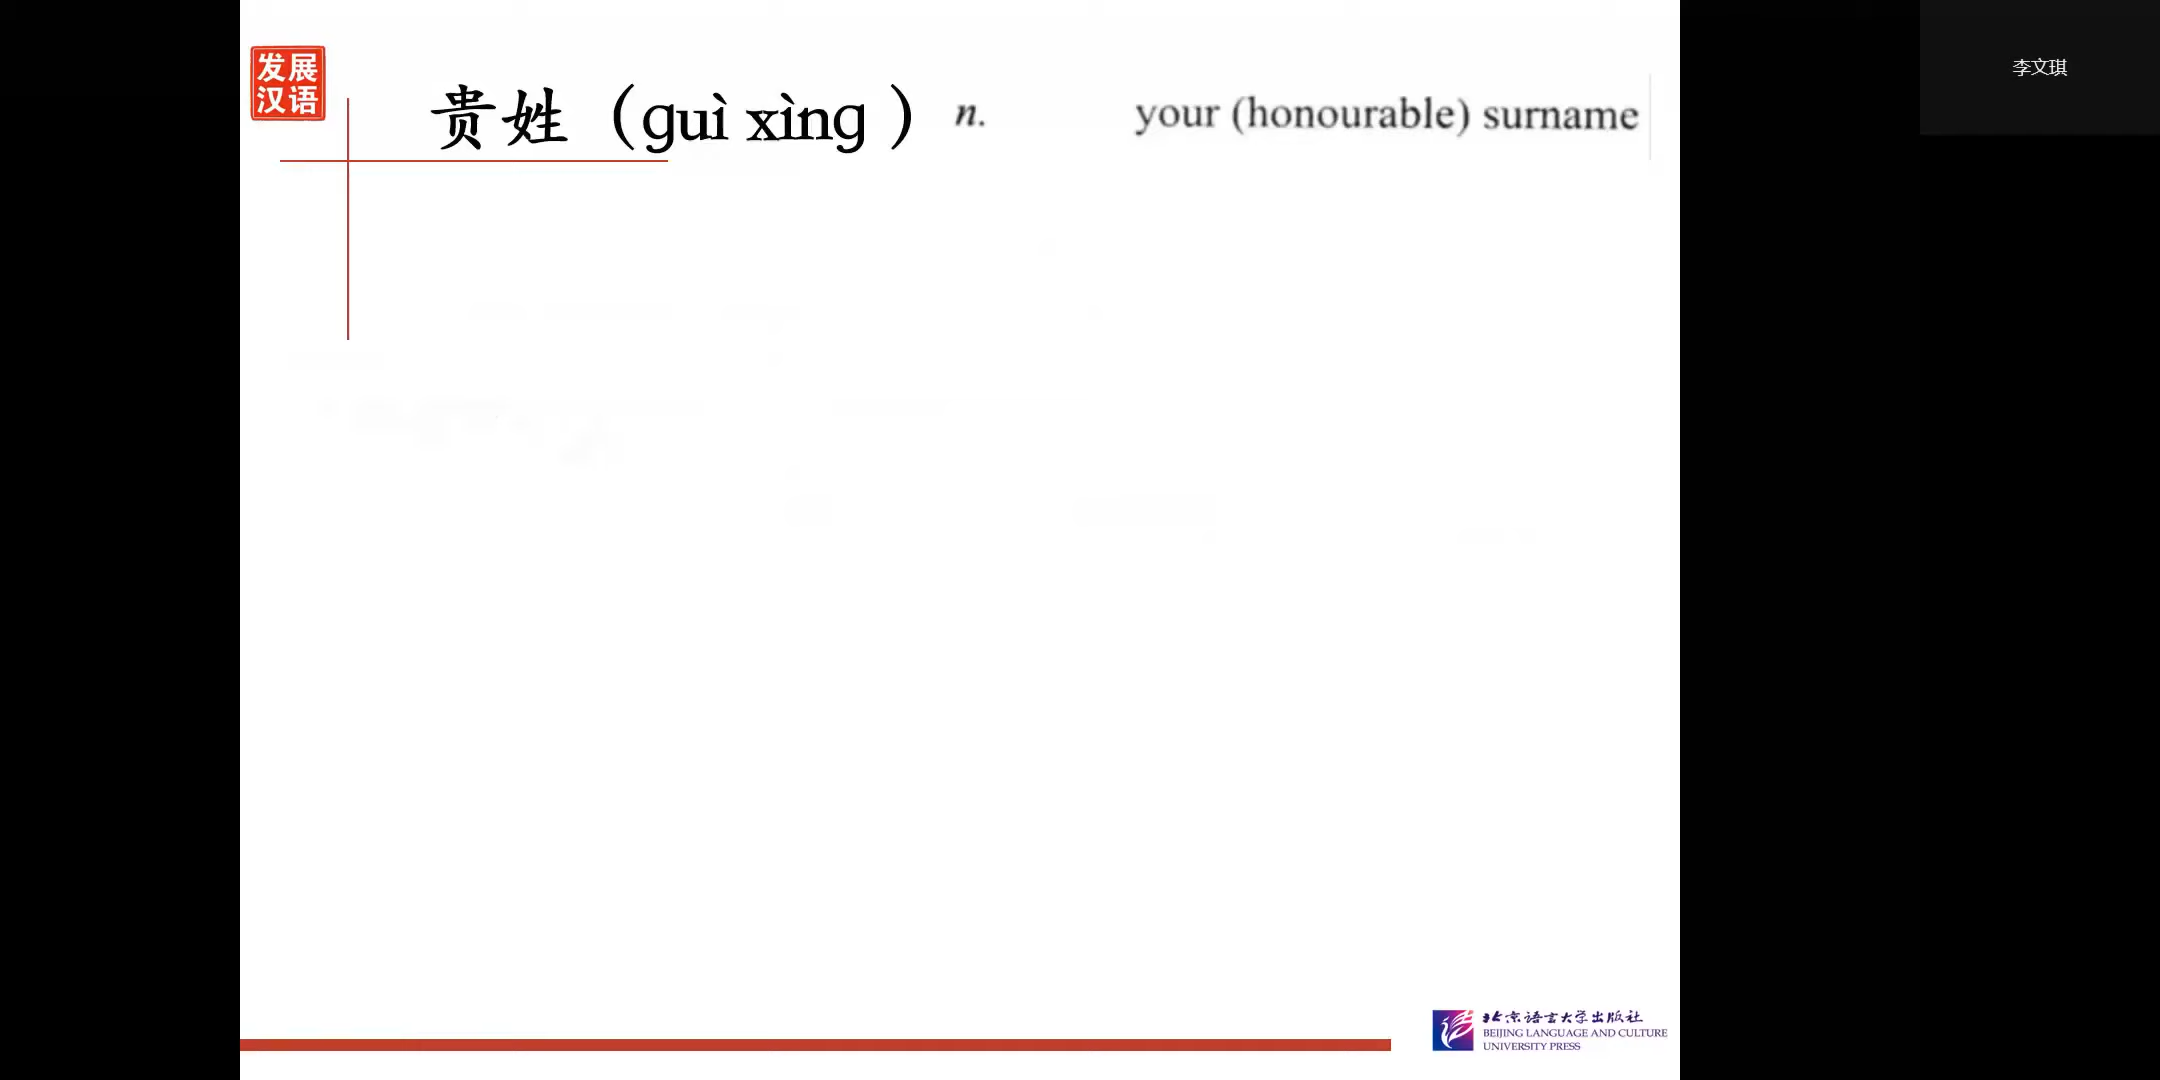 发展
汉语
贵姓（guì xìng ） n. your (honourable) surname
李文琪
北京语言大学出版社
BEIJING LANGUAGE AND CULTURE
UNIVERSITY PRESS